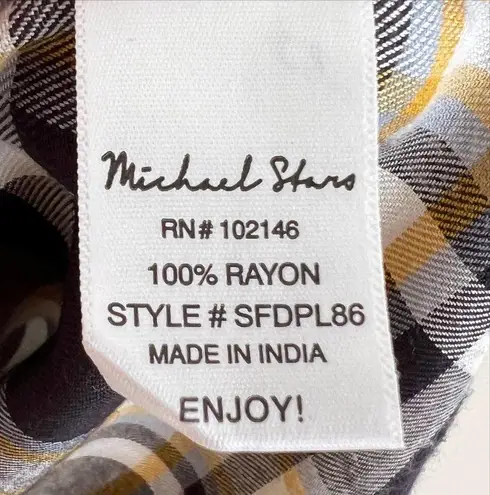 Michael Stars
RN# 102146
100% RAYON
STYLE # SFDPL86
MADE IN INDIA
ENJOY!